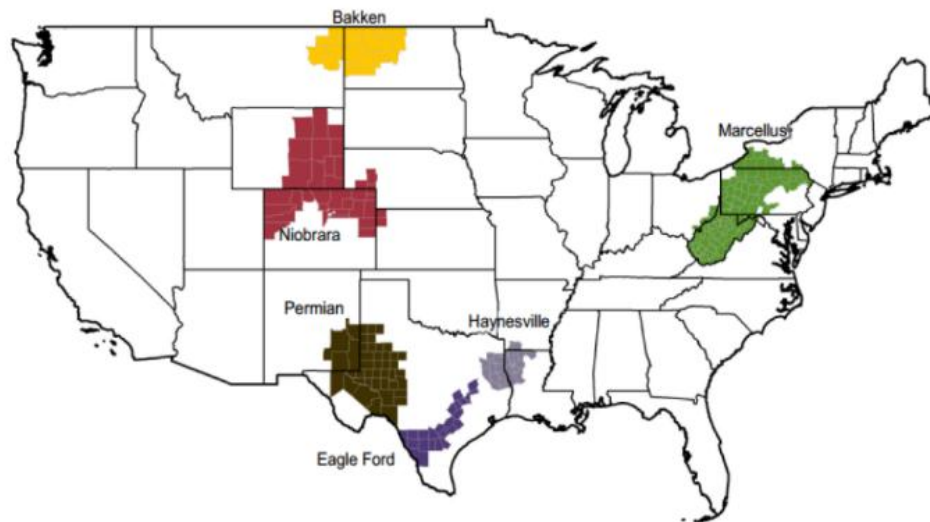 Bakken
Marcellus
Niobrara
Permian
Haynesville
Eagle Ford